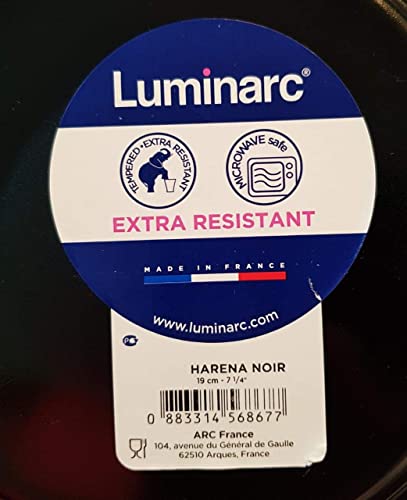 Luminarc®
TEMPERED•EXTRA RESISTANT
MICROWAVE safe
EXTRA RESISTANT
MADE IN FRANCE
www.luminarc.com
HARENA NOIR
19 cm - 7 1/4"
0 883314 568677
ARC France
104, avenue du Général de Gaulle
62510 Arques, France